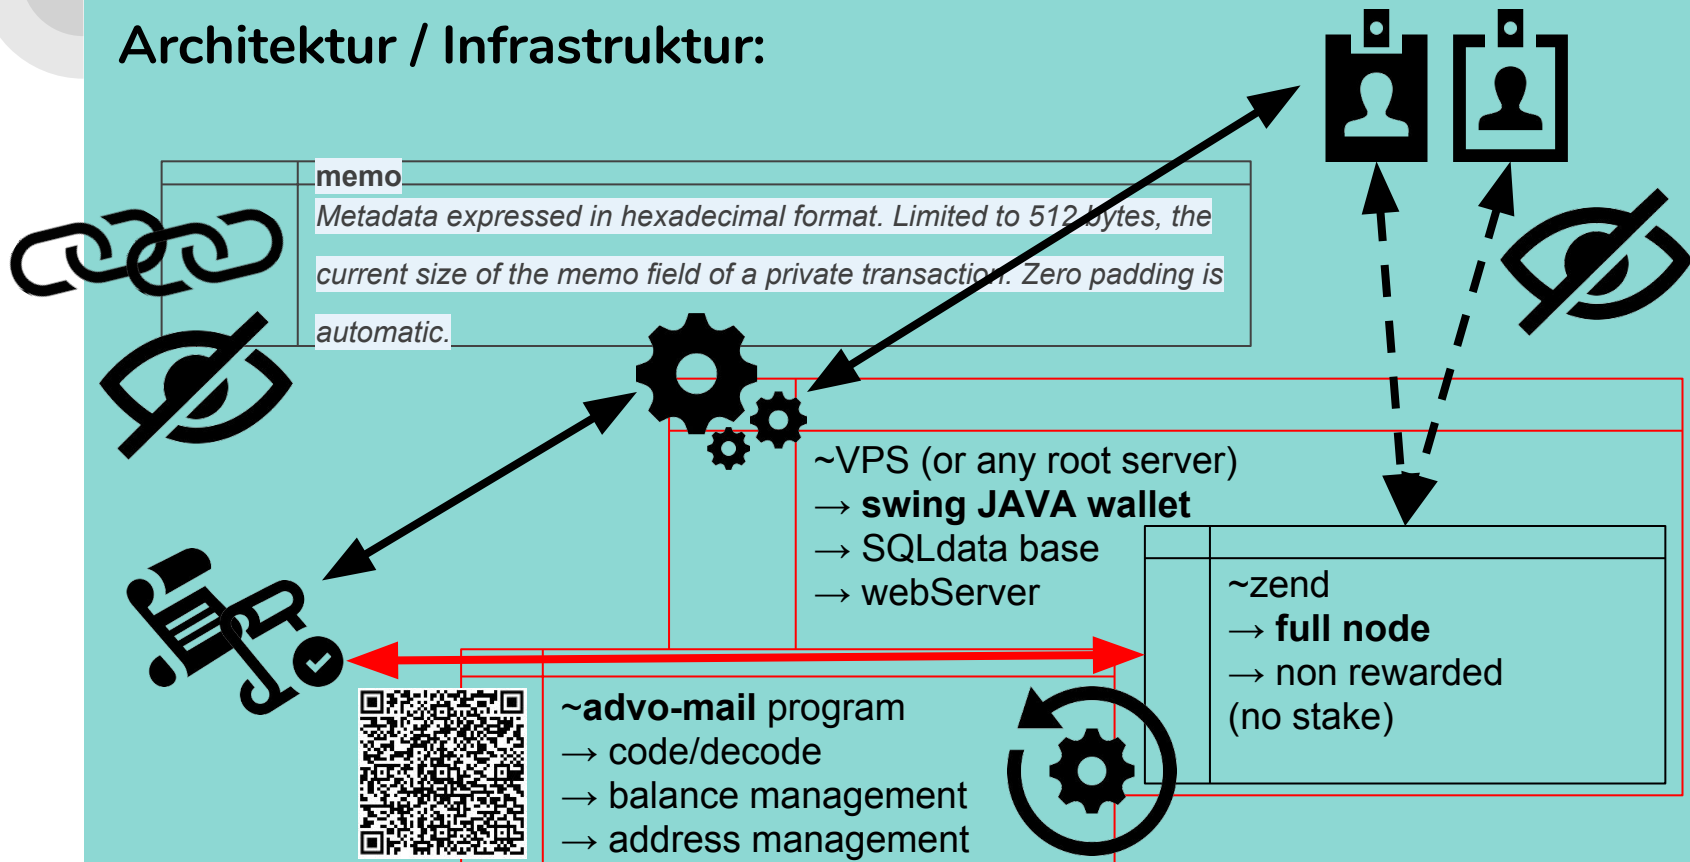 Architektur / Infrastruktur:
memo
Metadata expressed in hexadecimal format. Limited to 512 bytes, the
current size of the memo field of a private transaction. Zero padding is
automatic.
~VPS (or any root server)
→ swing JAVA wallet
→ SQLdata base
→ webServer
~zend
→ full node
→ non rewarded
(no stake)
~advo-mail program
→ code/decode
→ balance management
→ address management